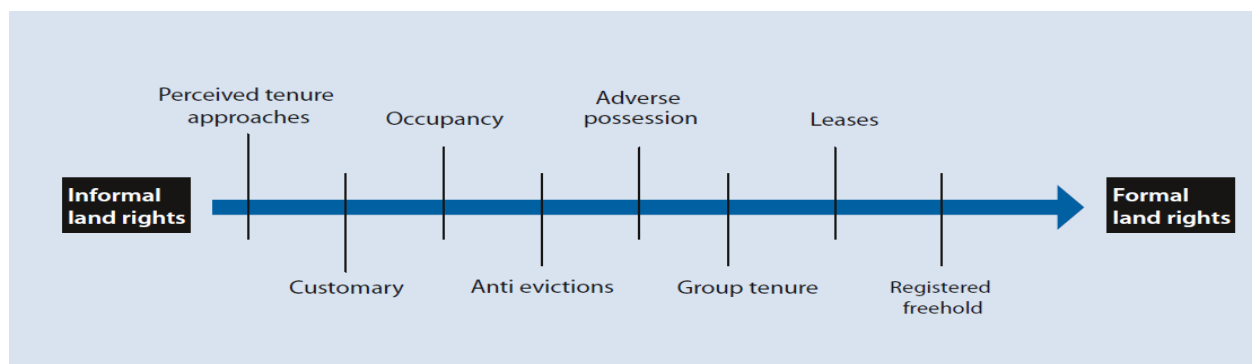 Perceived tenure
approaches
Occupancy
Adverse
possession
Leases
Informal
land rights
Formal
land rights
Customary
Anti evictions
Group tenure
Registered
freehold